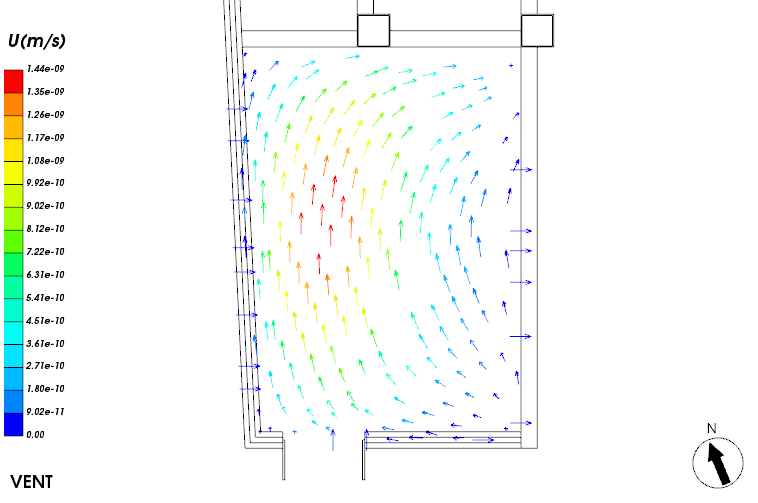 U(m/s)
1.44e-09
1.35e-09
1.26e-09
1.17e-09
1.08e-09
9.92e-10
9.02e-10
8.12e-10
7.22e-10
6.31e-10
5.41e-10
4.51e-10
3.61e-10
2.71e-10
1.80e-10
9.02e-11
0.00
N
VENT